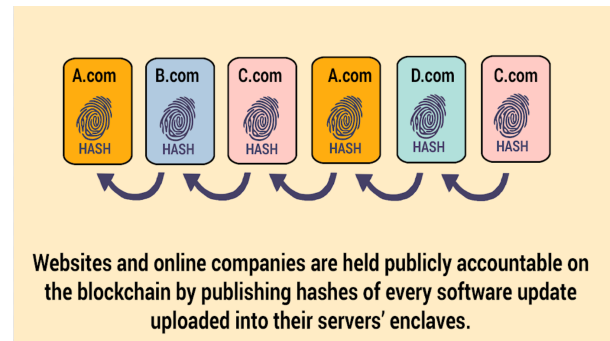 A.com B.com C.com A.com D.com C.com
HASH HASH HASH HASH HASH HASH
Websites and online companies are held publicly accountable on
the blockchain by publishing hashes of every software update
uploaded into their servers’ enclaves.